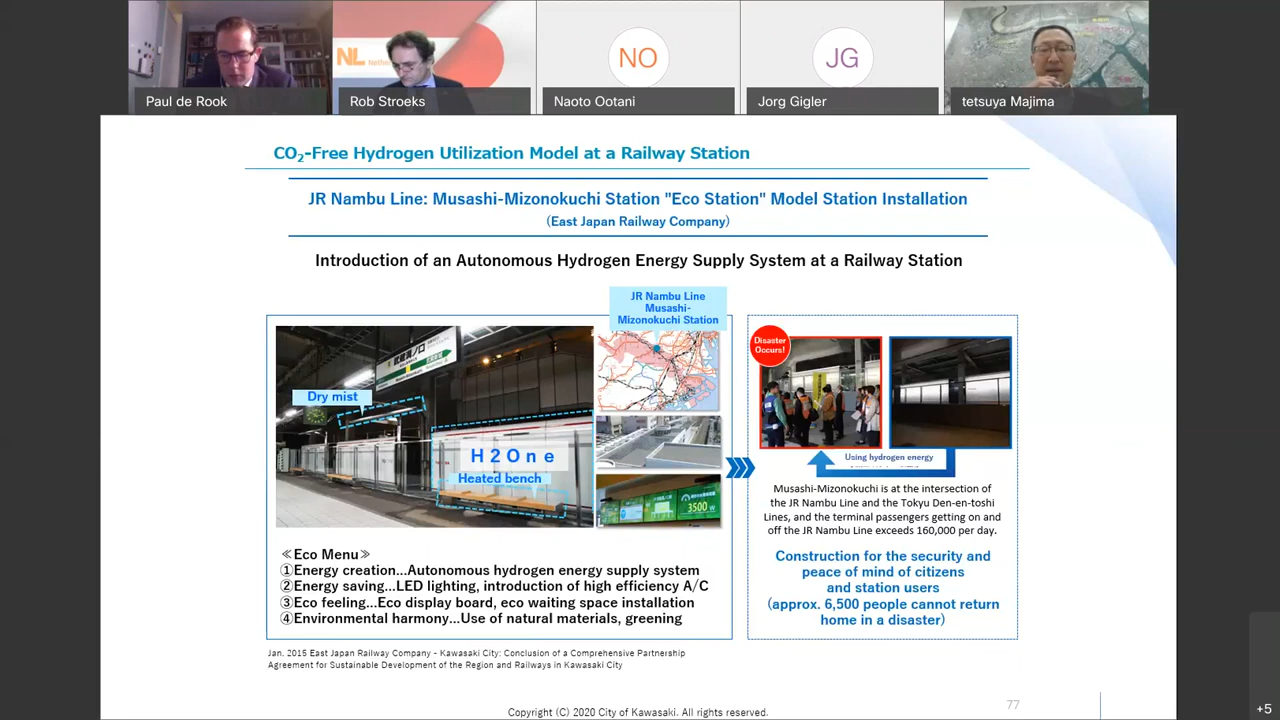 NL
NO
JG
Paul de Rook
Rob Stroeks
Naoto Ootani
Jorg Gigler
tetsuya Majima
CO2-Free Hydrogen Utilization Model at a Railway Station
JR Nambu Line: Musashi-Mizonokuchi Station "Eco Station" Model Station Installation
(East Japan Railway Company)
Introduction of an Autonomous Hydrogen Energy Supply System at a Railway Station
JR Nambu Line
Musashi-
Mizonokuchi Station
Dry mist
H2One
Heated bench
3500 W
≪Eco Menu≫
①Energy creation…Autonomous hydrogen energy supply system
②Energy saving…LED lighting, introduction of high efficiency A/C
③Eco feeling…Eco display board, eco waiting space installation
④Environmental harmony…Use of natural materials, greening
Disaster
Occurs!
Using hydrogen energy
Musashi-Mizonokuchi is at the intersection of
the JR Nambu Line and the Tokyu Den-en-toshi
Lines, and the terminal passengers getting on and
off the JR Nambu Line exceeds 160,000 per day.
Construction for the security and
peace of mind of citizens
and station users
(approx. 6,500 people cannot return
home in a disaster)
Jan. 2015 East Japan Railway Company - Kawasaki City: Conclusion of a Comprehensive Partnership
Agreement for Sustainable Development of the Region and Railways in Kawasaki City
77
Copyright (C) 2020 City of Kawasaki. All rights reserved.
+5